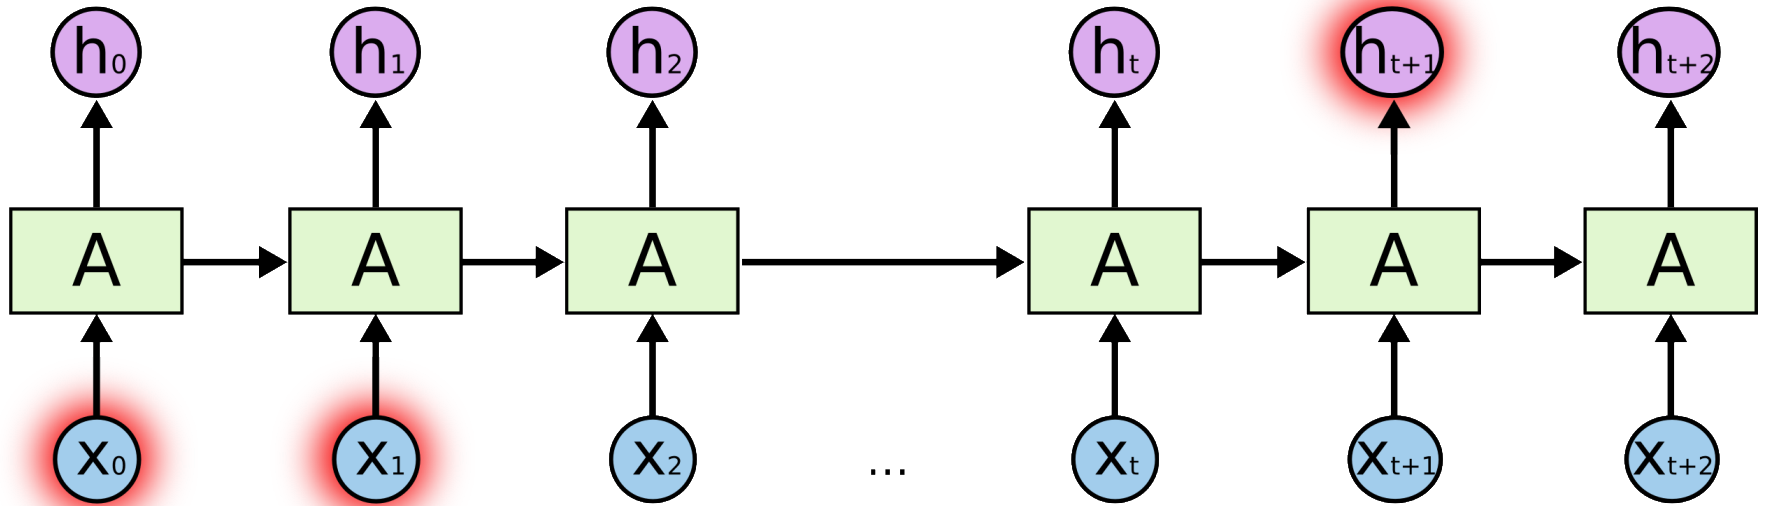 h₀ h₁ h₂ hₜ hₜ₊₁ hₜ₊₂
A A A A A A
x₀ x₁ x₂ ... xₜ xₜ₊₁ xₜ₊₂